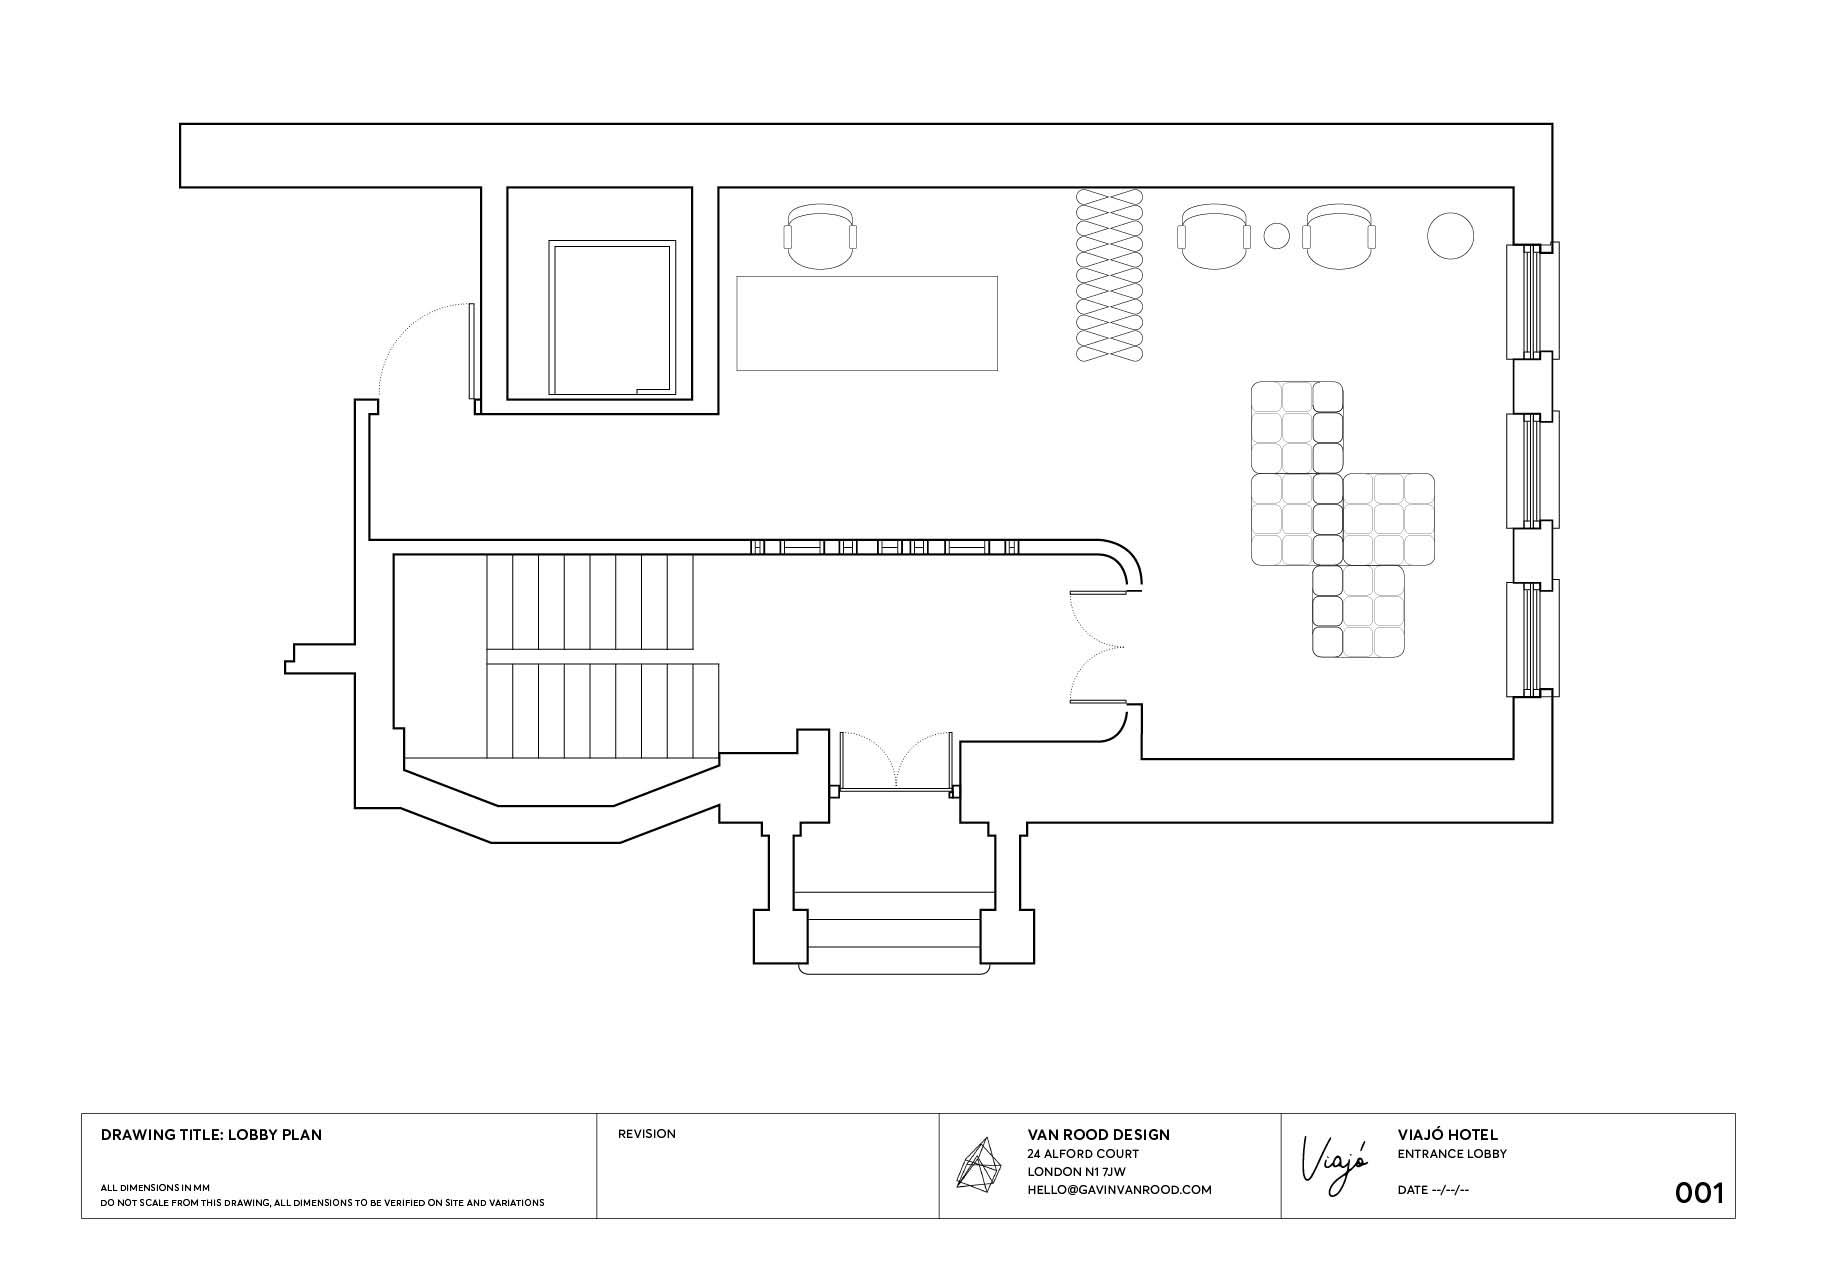 DRAWING TITLE: LOBBY PLAN
ALL DIMENSIONS IN MM
DO NOT SCALE FROM THIS DRAWING, ALL DIMENSIONS TO BE VERIFIED ON SITE AND VARIATIONS
REVISION
VAN ROOD DESIGN
24 ALFORD COURT
LONDON N1 7JW
HELLO@GAVINVANROOD.COM
Viajó
VIAJÓ HOTEL
ENTRANCE LOBBY
DATE --/--/--
001